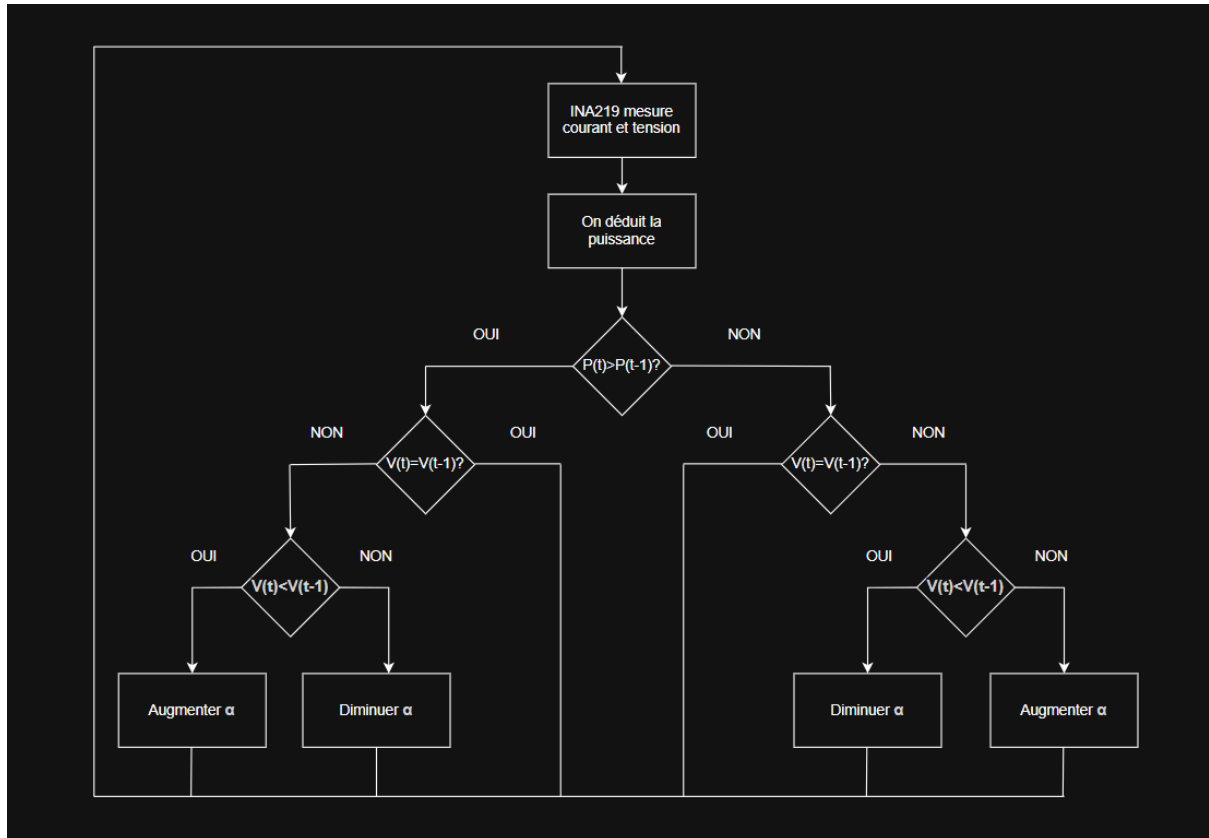 INA219 mesure
courant et tension
On déduit la
puissance
OUI
NON
P(t)>P(t-1)?
NON
OUI
OUI
NON
V(t)=V(t-1)?
V(t)=V(t-1)?
OUI
NON
OUI
NON
V(t)<V(t-1)
V(t)<V(t-1)
Augmenter α
Diminuer α
Diminuer α
Augmenter α